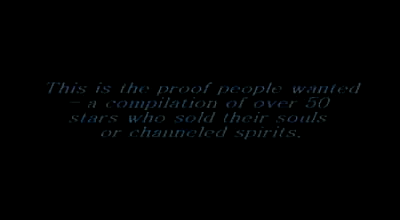 This is the proof people wanted
- a compilation of over 50
stars who sold their souls
or channeled spirits.